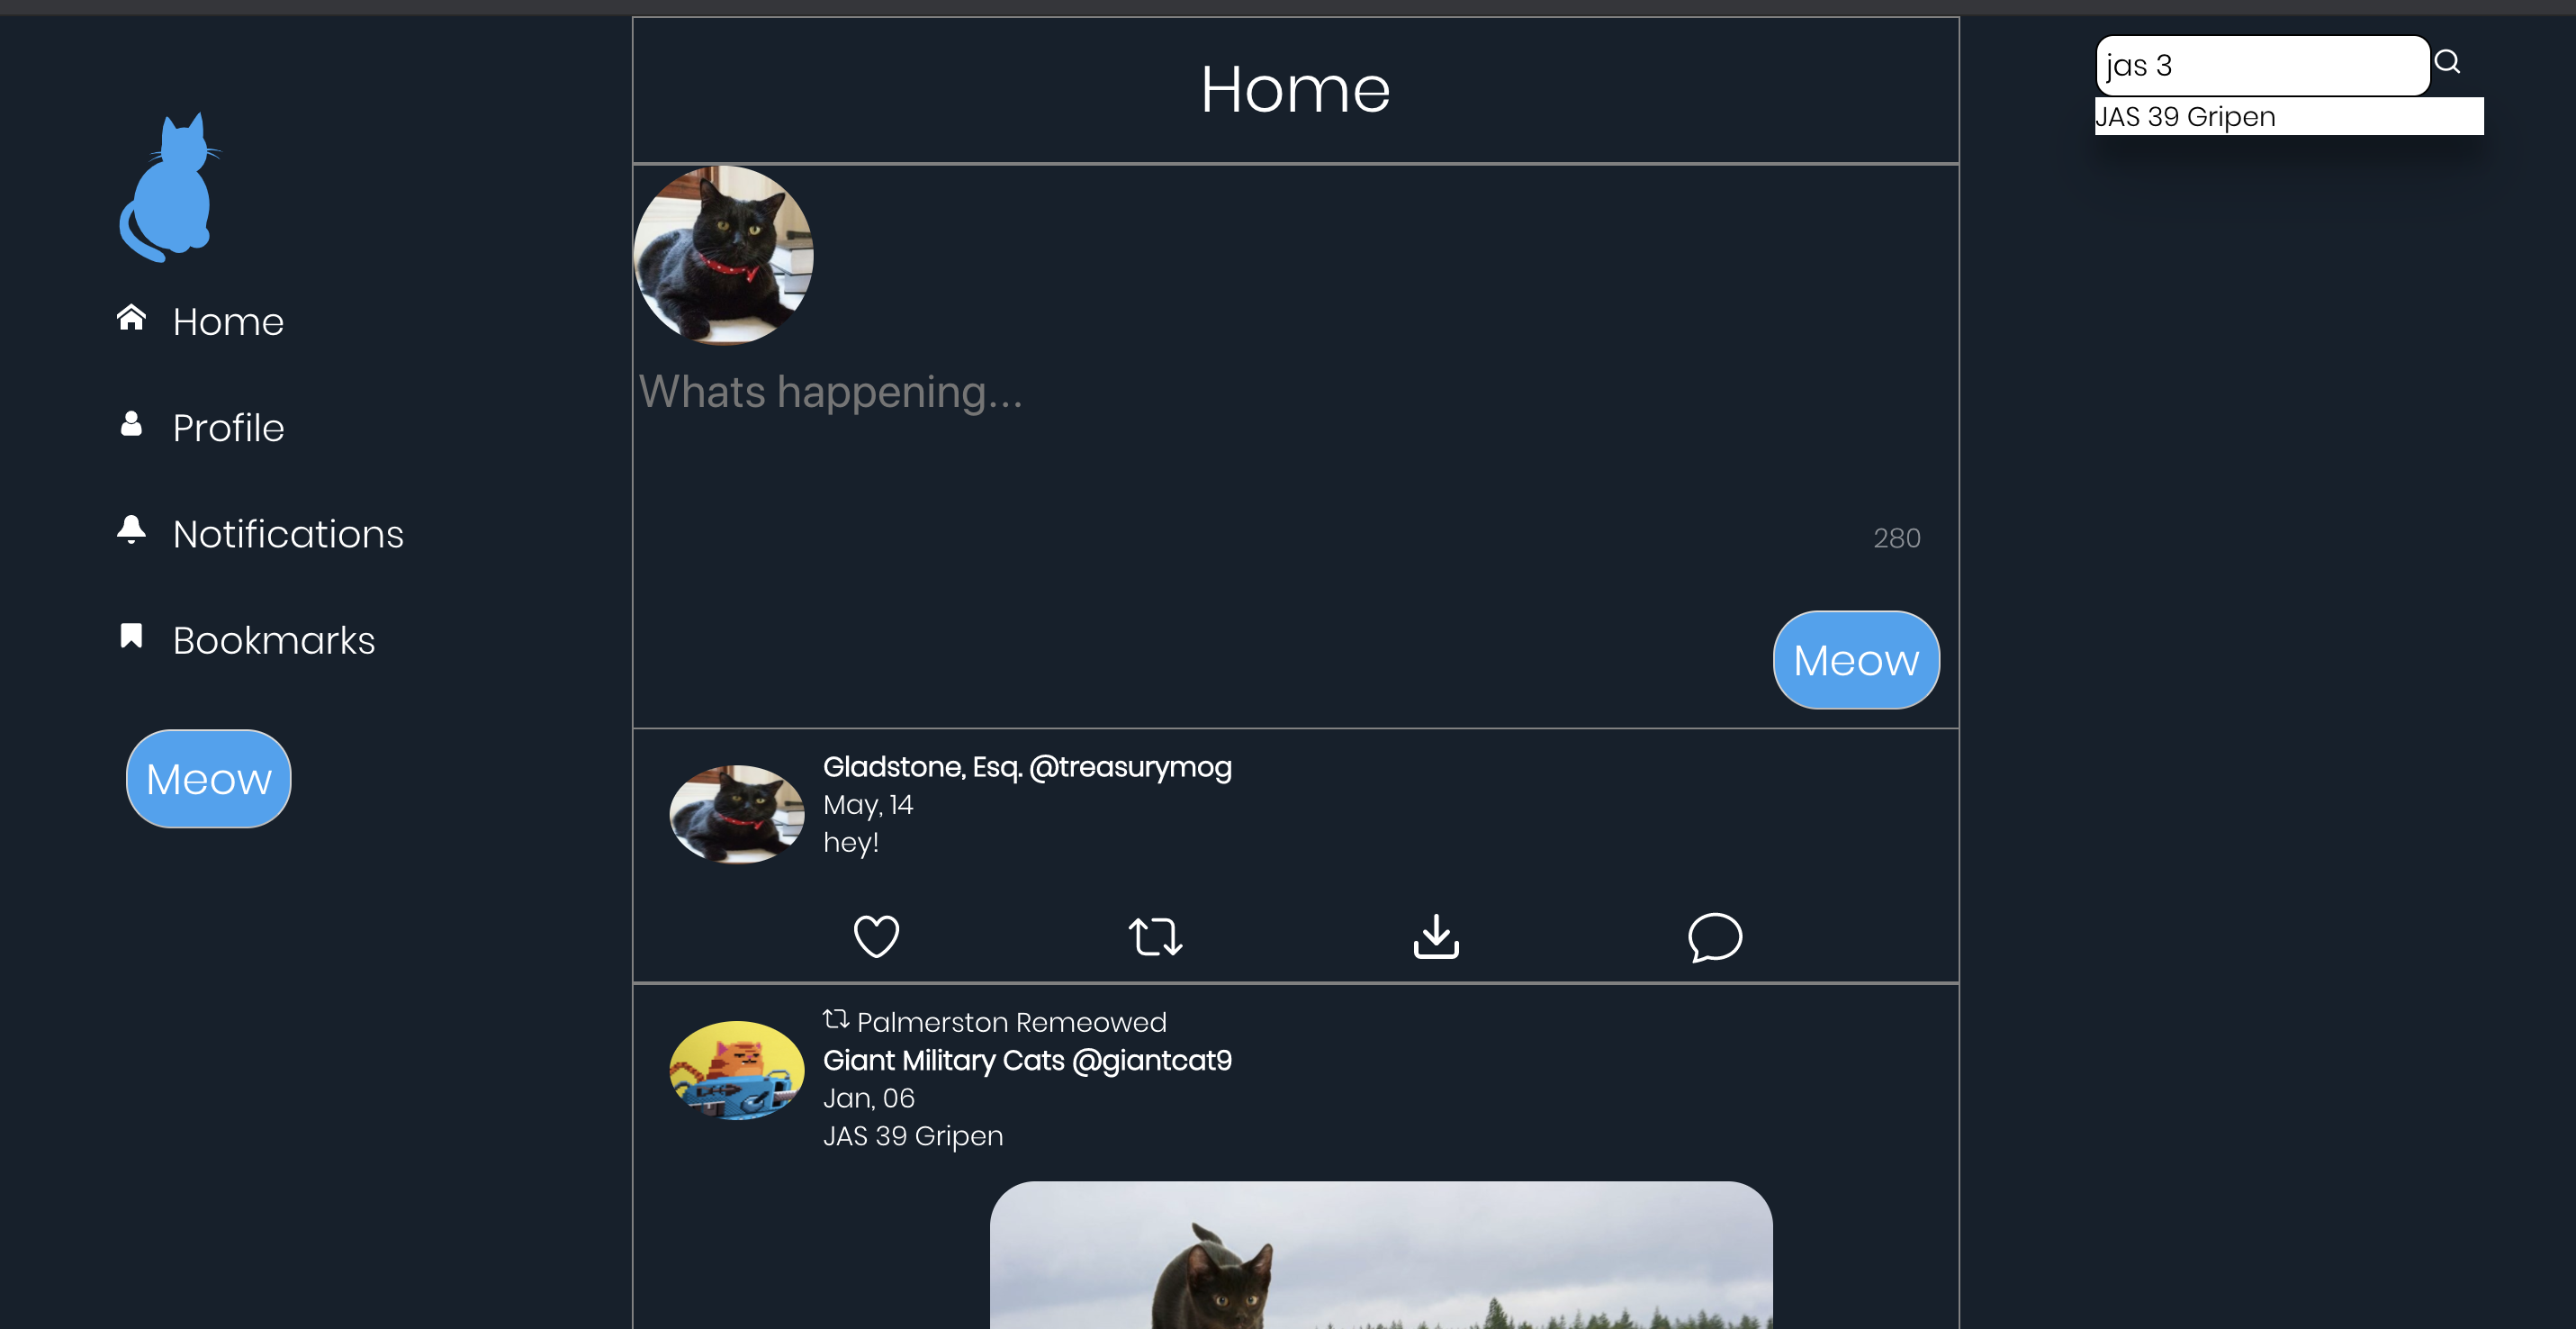 Home
Profile
Notifications
Bookmarks
Meow
Home
Whats happening...
280
Meow
Gladstone, Esq. @treasurymog
May, 14
hey!
Palmerston Remeowed
Giant Military Cats @giantcat9
Jan, 06
JAS 39 Gripen
jas 3
JAS 39 Gripen